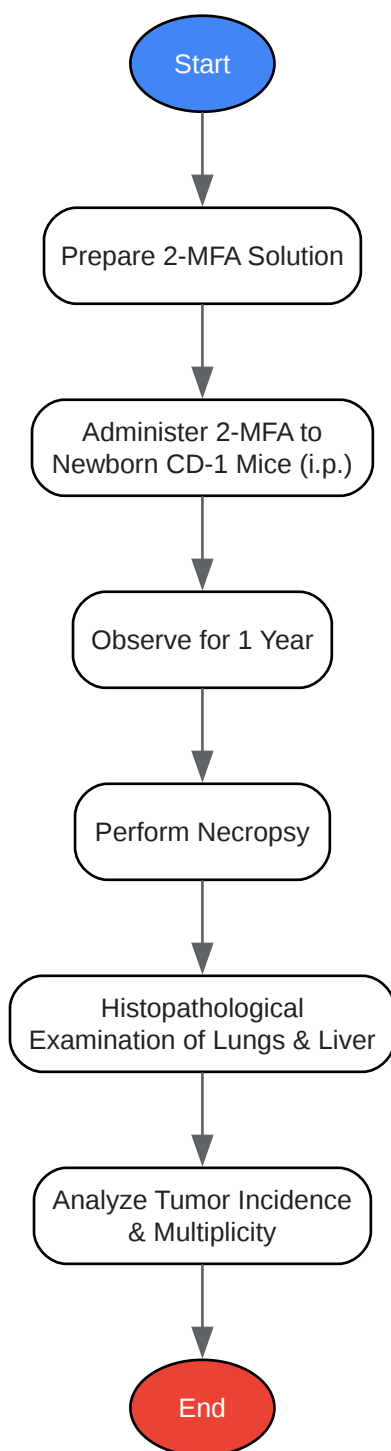 Start
Prepare 2-MFA Solution
Administer 2-MFA to
Newborn CD-1 Mice (i.p.)
Observe for 1 Year
Perform Necropsy
Histopathological
Examination of Lungs & Liver
Analyze Tumor Incidence
& Multiplicity
End